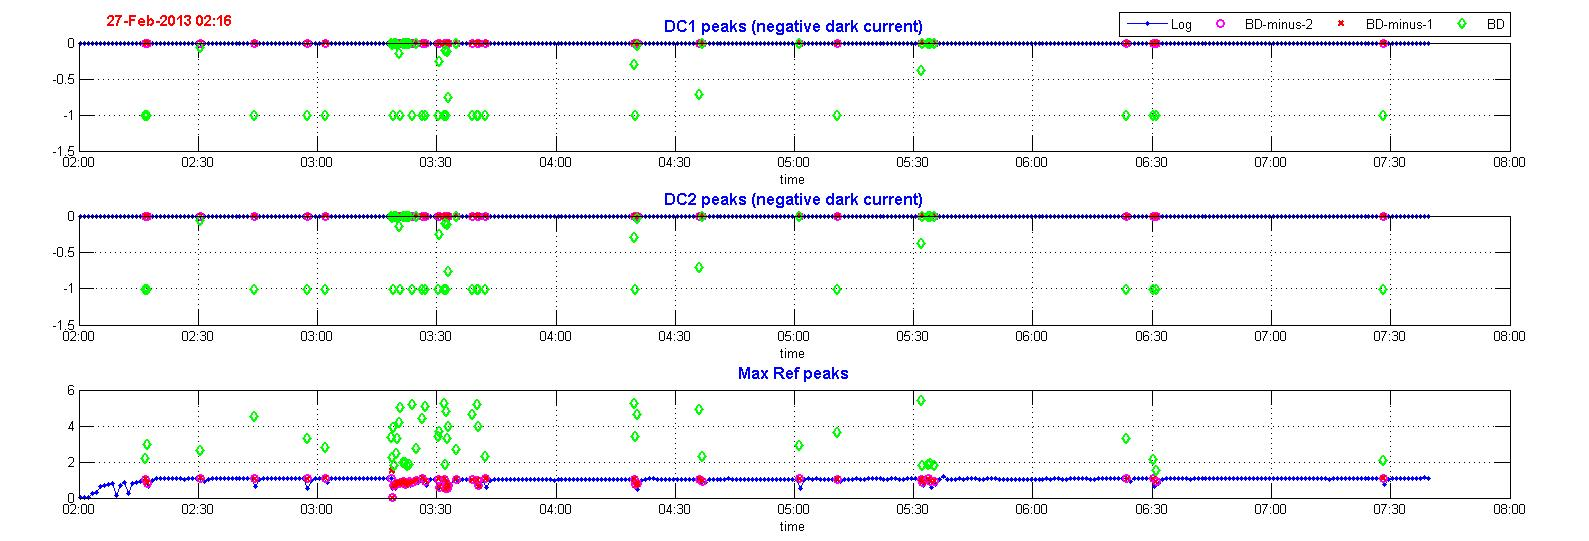 27-Feb-2013 02:16
DC1 peaks (negative dark current)
Log BD-minus-2 BD-minus-1 BD
0
-0.5
-1
-1.5
02:00 02:30 03:00 03:30 04:00 04:30 05:00 05:30 06:00 06:30 07:00 07:30 08:00
time
DC2 peaks (negative dark current)
0
-0.5
-1
-1.5
02:00 02:30 03:00 03:30 04:00 04:30 05:00 05:30 06:00 06:30 07:00 07:30 08:00
time
Max Ref peaks
6
4
2
0
02:00 02:30 03:00 03:30 04:00 04:30 05:00 05:30 06:00 06:30 07:00 07:30 08:00
time